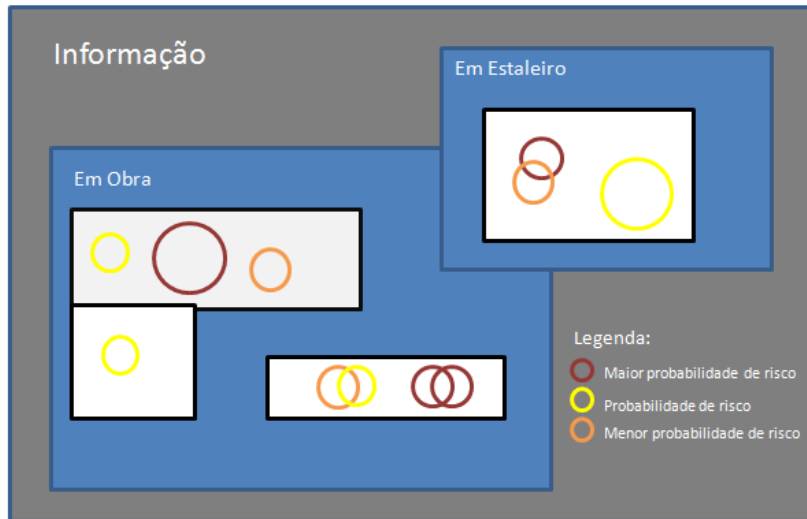 Informação
Em Estaleiro
Em Obra
Legenda:
Maior probabilidade de risco
Probabilidade de risco
Menor probabilidade de risco